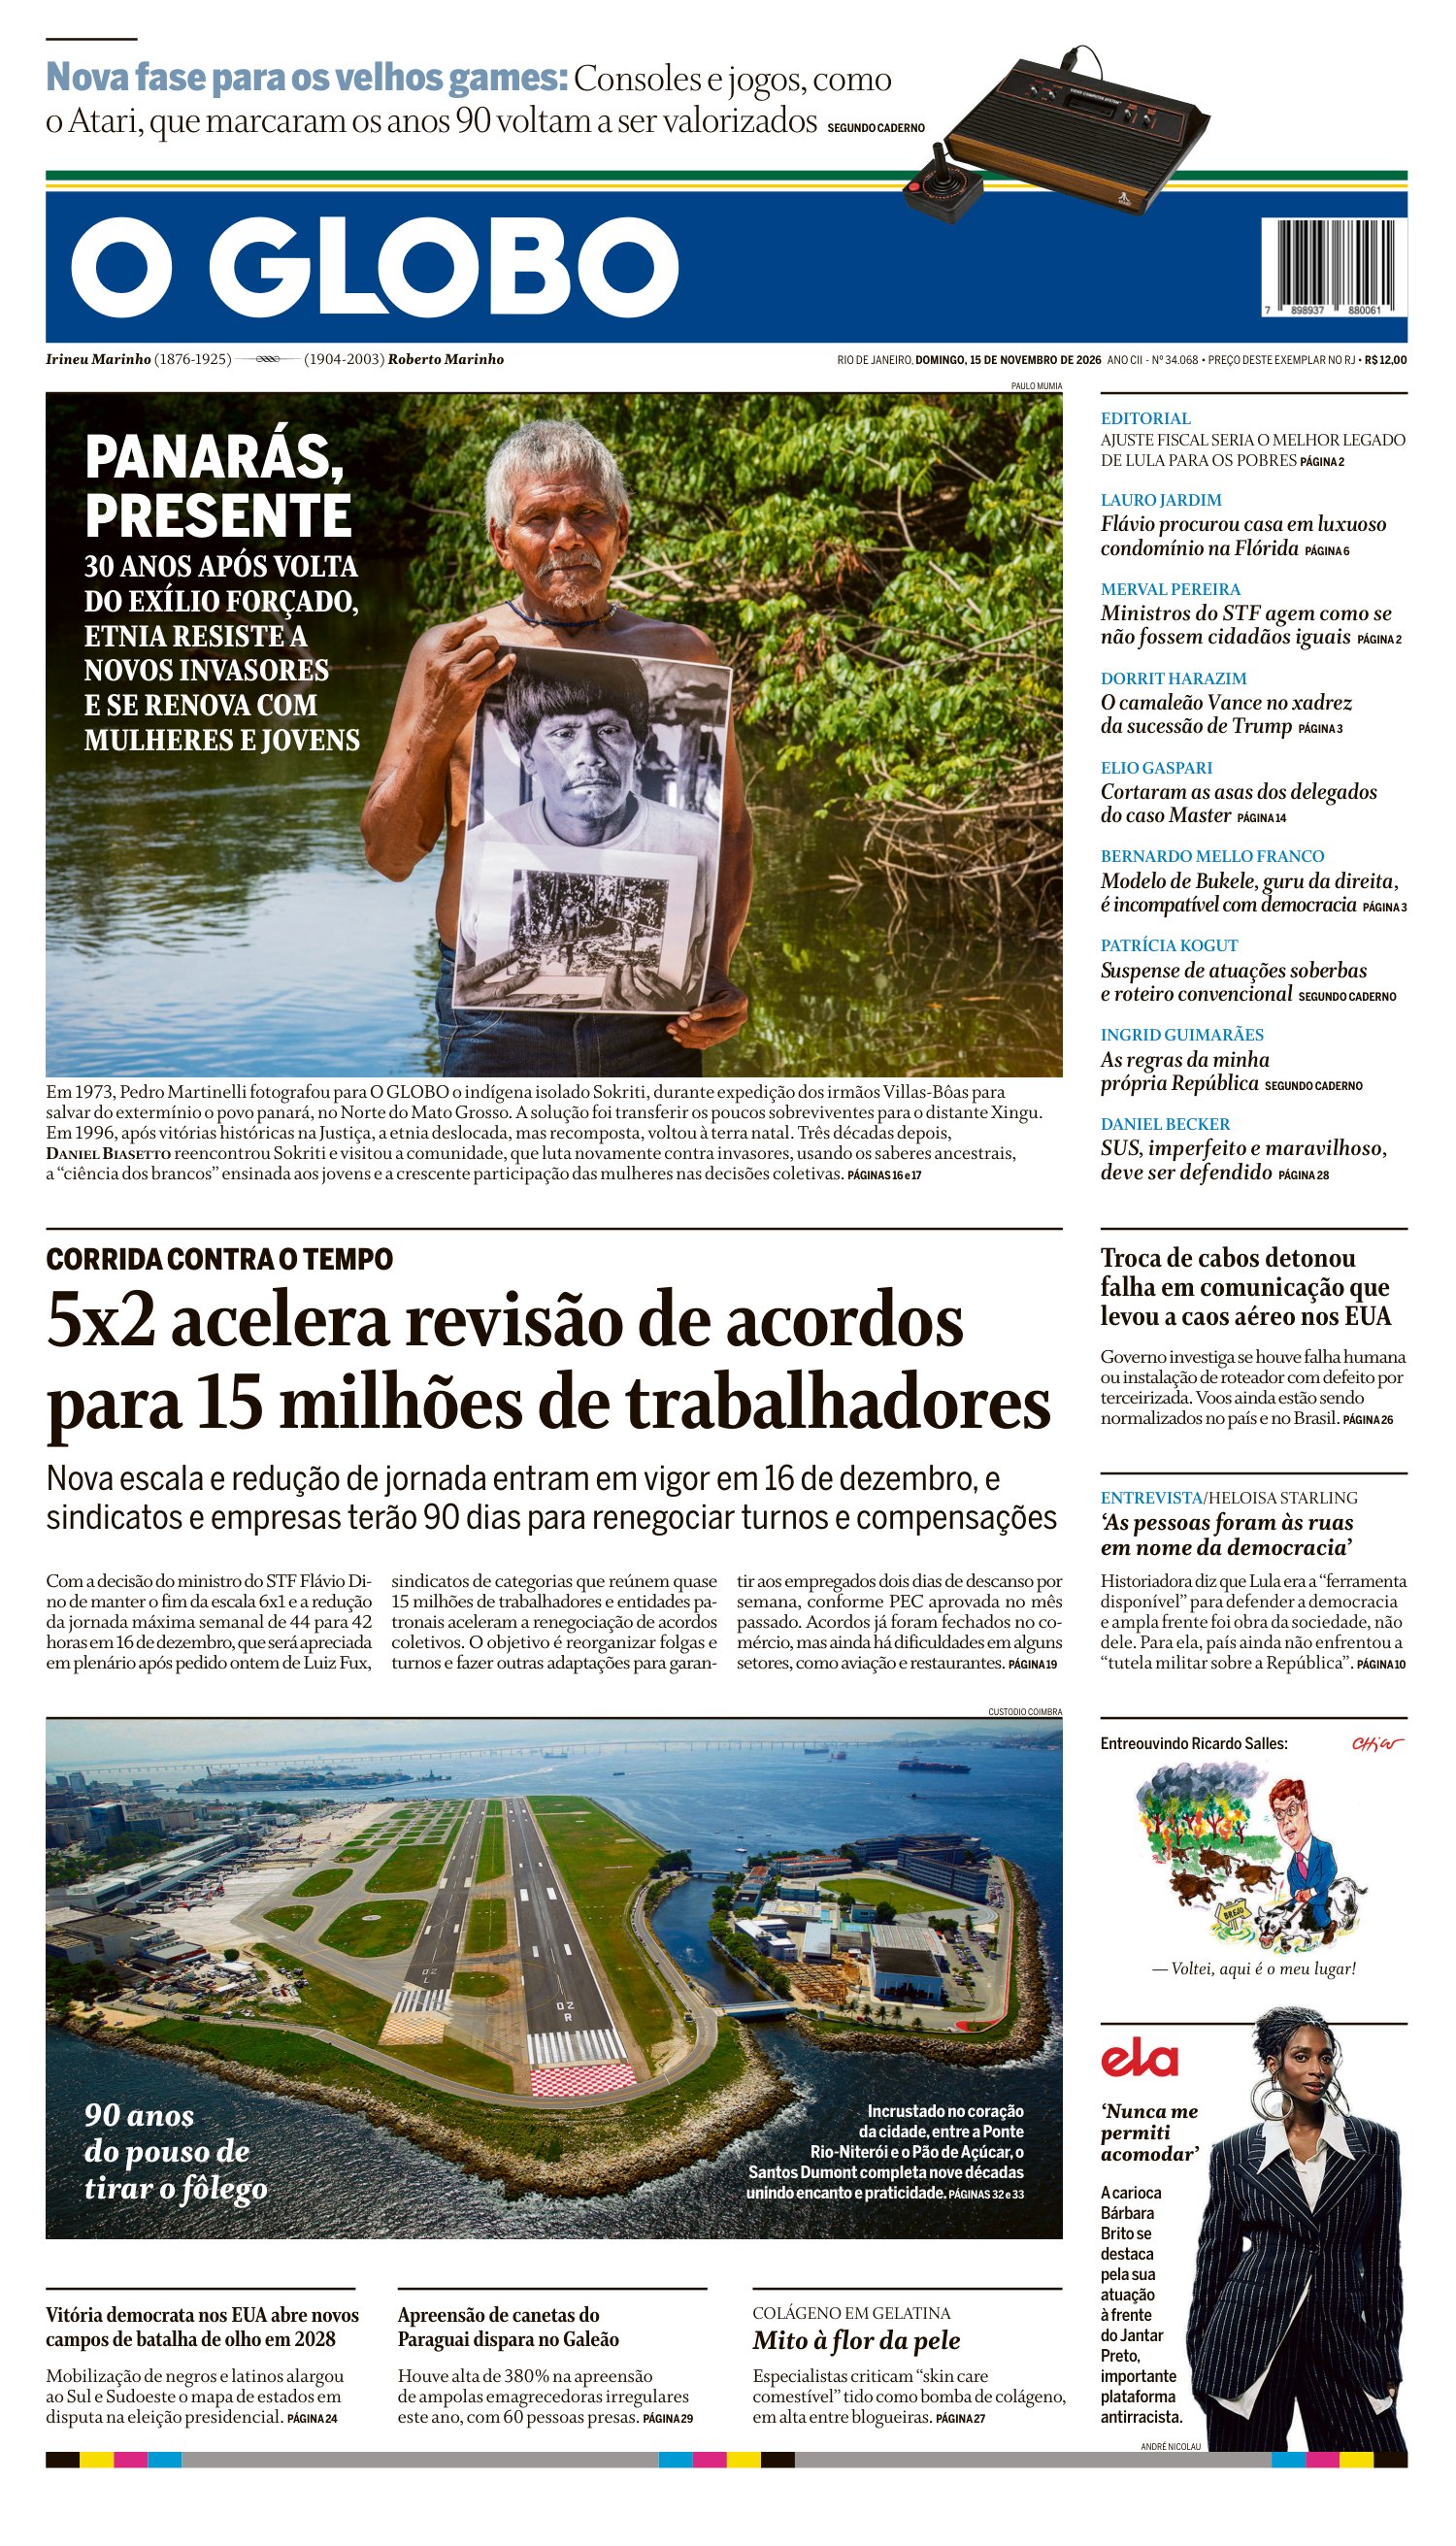 Nova fase para os velhos games: Consoles e jogos, como
o Atari, que marcaram os anos 90 voltam a ser valorizados SEGUNDO CADERNO
O GLOBO
7 898937 880061
Irineu Marinho (1876-1925) (1904-2003) Roberto Marinho
RIO DE JANEIRO, DOMINGO, 15 DE NOVEMBRO DE 2026 ANO CII - Nº 34.068 • PREÇO DESTE EXEMPLAR NO RJ • R$ 12,00
PAULO MUMIA
PANARÁS,
PRESENTE
30 ANOS APÓS VOLTA
DO EXÍLIO FORÇADO,
ETNIA RESISTE A
NOVOS INVASORES
E SE RENOVA COM
MULHERES E JOVENS
Em 1973, Pedro Martinelli fotografou para O GLOBO o indígena isolado Sokriti, durante expedição dos irmãos Villas-Bôas para
salvar do extermínio o povo panará, no Norte do Mato Grosso. A solução foi transferir os poucos sobreviventes para o distante Xingu.
Em 1996, após vitórias históricas na Justiça, a etnia deslocada, mas recomposta, voltou à terra natal. Três décadas depois,
DANIEL BIASETTO reencontrou Sokriti e visitou a comunidade, que luta novamente contra invasores, usando os saberes ancestrais,
a “ciência dos brancos” ensinada aos jovens e a crescente participação das mulheres nas decisões coletivas. PÁGINAS 16 e 17
EDITORIAL
AJUSTE FISCAL SERIA O MELHOR LEGADO
DE LULA PARA OS POBRES PÁGINA 2
LAURO JARDIM
Flávio procurou casa em luxuoso
condomínio na Flórida PÁGINA 6
MERVAL PEREIRA
Ministros do STF agem como se
não fossem cidadãos iguais PÁGINA 2
DORRIT HARAZIM
O camaleão Vance no xadrez
da sucessão de Trump PÁGINA 3
ELIO GASPARI
Cortaram as asas dos delegados
do caso Master PÁGINA 14
BERNARDO MELLO FRANCO
Modelo de Bukele, guru da direita,
é incompatível com democracia PÁGINA 3
PATRÍCIA KOGUT
Suspense de atuações soberbas
e roteiro convencional SEGUNDO CADERNO
INGRID GUIMARÃES
As regras da minha
própria República SEGUNDO CADERNO
DANIEL BECKER
SUS, imperfeito e maravilhoso,
deve ser defendido PÁGINA 28
CORRIDA CONTRA O TEMPO
5x2 acelera revisão de acordos
para 15 milhões de trabalhadores
Nova escala e redução de jornada entram em vigor em 16 de dezembro, e
sindicatos e empresas terão 90 dias para renegociar turnos e compensações
Com a decisão do ministro do STF Flávio Di-
no de manter o fim da escala 6x1 e a redução
da jornada máxima semanal de 44 para 42
horas em 16 de dezembro, que será apreciada
em plenário após pedido ontem de Luiz Fux,
sindicatos de categorias que reúnem quase
15 milhões de trabalhadores e entidades pa-
tronais aceleram a renegociação de acordos
coletivos. O objetivo é reorganizar folgas e
turnos e fazer outras adaptações para garan-
tir aos empregados dois dias de descanso por
semana, conforme PEC aprovada no mês
passado. Acordos já foram fechados no co-
mércio, mas ainda há dificuldades em alguns
setores, como aviação e restaurantes. PÁGINA 19
Troca de cabos detonou
falha em comunicação que
levou a caos aéreo nos EUA
Governo investiga se houve falha humana
ou instalação de roteador com defeito por
terceirizada. Voos ainda estão sendo
normalizados no país e no Brasil. PÁGINA 26
ENTREVISTA/HELOISA STARLING
‘As pessoas foram às ruas
em nome da democracia’
Historiadora diz que Lula era a “ferramenta
disponível” para defender a democracia
e ampla frente foi obra da sociedade, não
dele. Para ela, país ainda não enfrentou a
“tutela militar sobre a República”. PÁGINA 10
CUSTODIO COIMBRA
02
L
02
R
90 anos
do pouso de
tirar o fôlego
Incrustado no coração
da cidade, entre a Ponte
Rio-Niterói e o Pão de Açúcar, o
Santos Dumont completa nove décadas
unindo encanto e praticidade. PÁGINAS 32 e 33
Entreouvindo Ricardo Salles:
CHICO
BREJO
— Voltei, aqui é o meu lugar!
ela
‘Nunca me
permiti
acomodar’
A carioca
Bárbara
Brito se
destaca
pela sua
atuação
à frente
do Jantar
Preto,
importante
plataforma
antirracista.
ANDRÉ NICOLAU
Vitória democrata nos EUA abre novos
campos de batalha de olho em 2028
Mobilização de negros e latinos alargou
ao Sul e Sudoeste o mapa de estados em
disputa na eleição presidencial. PÁGINA 24
Apreensão de canetas do
Paraguai dispara no Galeão
Houve alta de 380% na apreensão
de ampolas emagrecedoras irregulares
este ano, com 60 pessoas presas. PÁGINA 29
COLÁGENO EM GELATINA
Mito à flor da pele
Especialistas criticam “skin care
comestível” tido como bomba de colágeno,
em alta entre blogueiras. PÁGINA 27